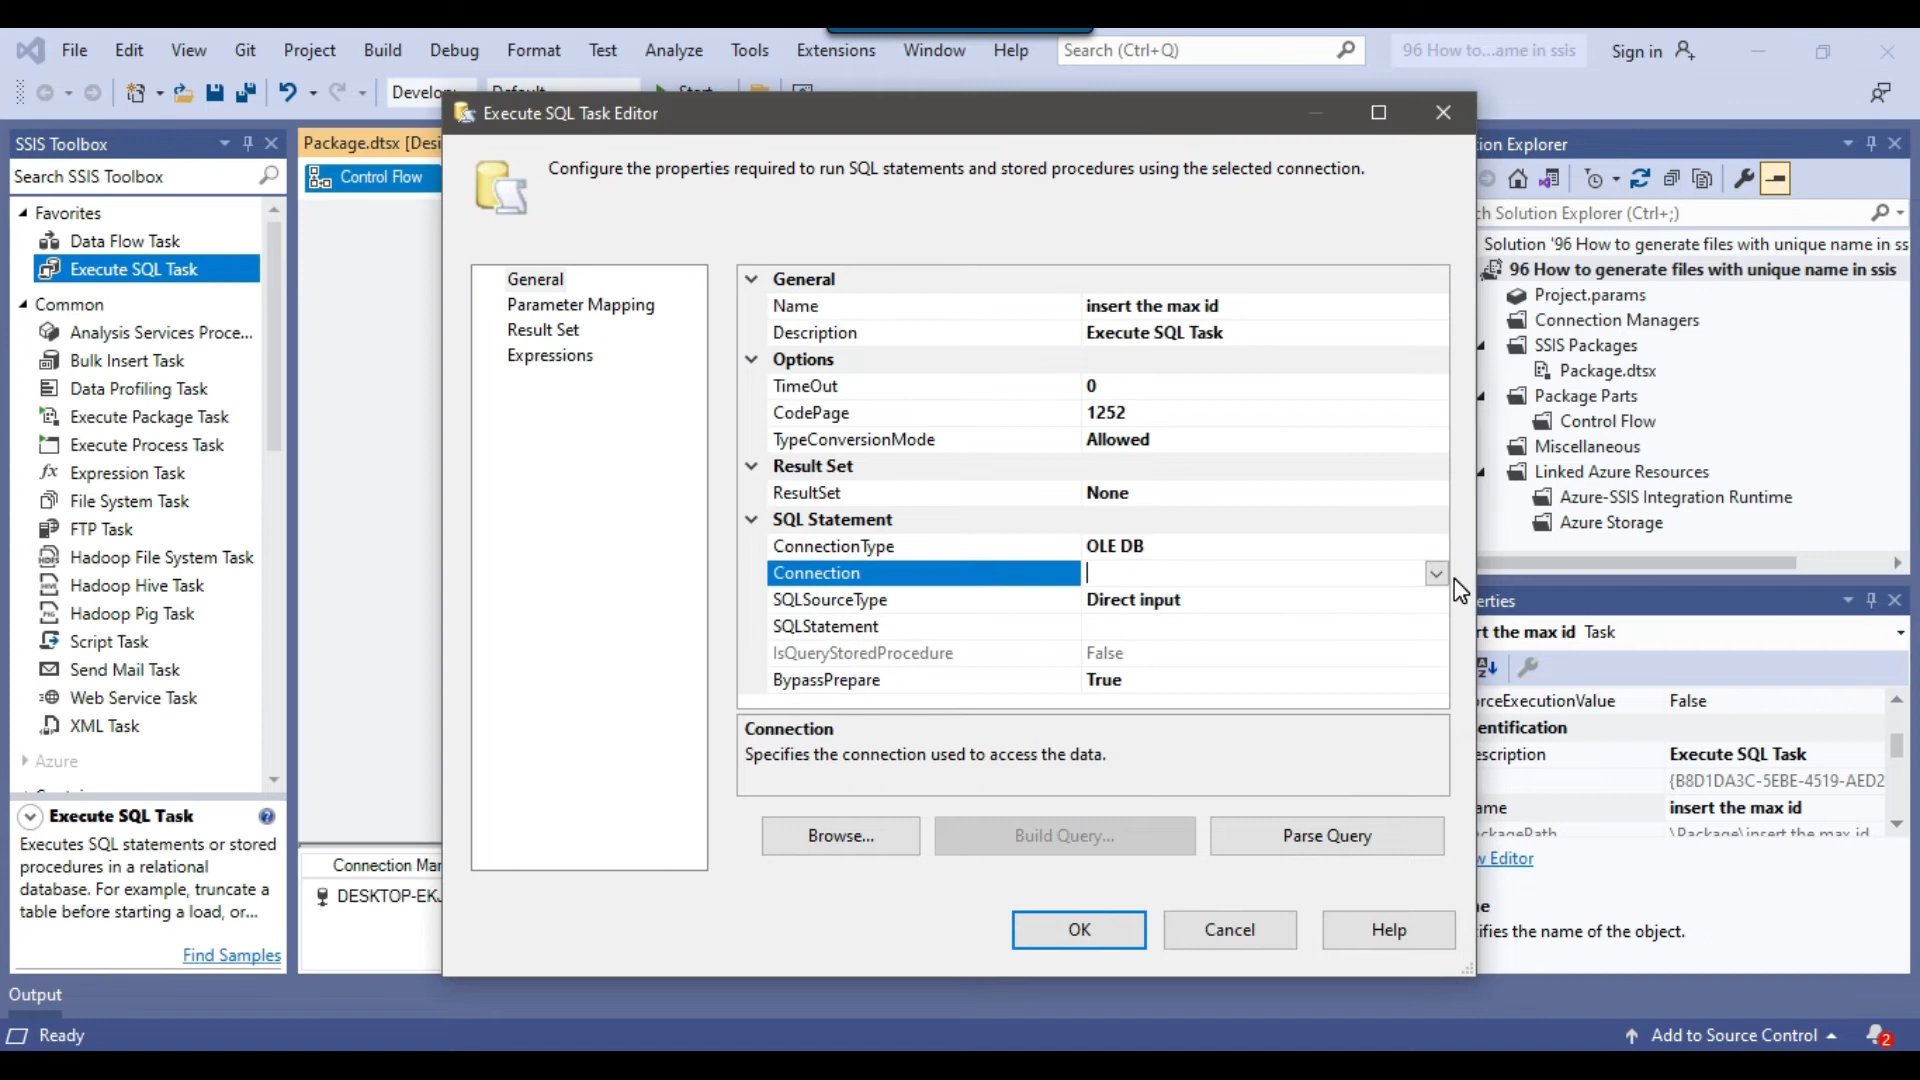 File Edit View Git Project Build Debug Format Test Analyze Tools Extensions Window Help Search (Ctrl+Q) 96 How to...ame in ssis Sign in
SSIS Toolbox
Search SSIS Toolbox
Favorites
Data Flow Task
Execute SQL Task
Common
Analysis Services Proce...
Bulk Insert Task
Data Profiling Task
Execute Package Task
Execute Process Task
Expression Task
File System Task
FTP Task
Hadoop File System Task
Hadoop Hive Task
Hadoop Pig Task
Script Task
Send Mail Task
Web Service Task
XML Task
Azure
Execute SQL Task
Executes SQL statements or stored
procedures in a relational
database. For example, truncate a
table before starting a load, or...
Find Samples
Output
Ready
Package.dtsx [Desi
Control Flow
Connection Mar
DESKTOP-EKJ
Execute SQL Task Editor
Configure the properties required to run SQL statements and stored procedures using the selected connection.
General
Parameter Mapping
Result Set
Expressions
General
Name insert the max id
Description Execute SQL Task
Options
TimeOut 0
CodePage 1252
TypeConversionMode Allowed
Result Set
ResultSet None
SQL Statement
ConnectionType OLE DB
Connection
SQLSourceType Direct input
SQLStatement
IsQueryStoredProcedure False
BypassPrepare True
Connection
Specifies the connection used to access the data.
Browse... Build Query... Parse Query
OK Cancel Help
ion Explorer
ch Solution Explorer (Ctrl+;)
Solution '96 How to generate files with unique name in ss
96 How to generate files with unique name in ssis
Project.params
Connection Managers
SSIS Packages
Package.dtsx
Package Parts
Control Flow
Miscellaneous
Linked Azure Resources
Azure-SSIS Integration Runtime
Azure Storage
erties
rt the max id Task
rceExecutionValue False
entification
escription Execute SQL Task
{B8D1DA3C-5EBE-4519-AED2
ame insert the max id
ckagePath \Package\insert the max id
w Editor
ne
ifies the name of the object.
Add to Source Control
2